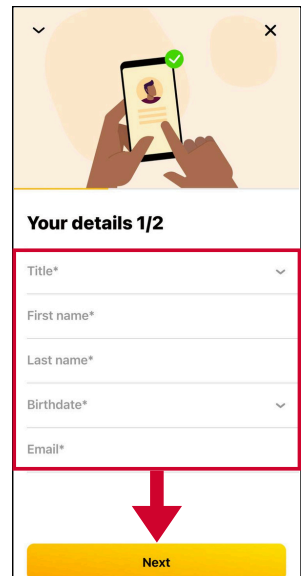 Your details 1/2
Title*
First name*
Last name*
Birthdate*
Email*
Next